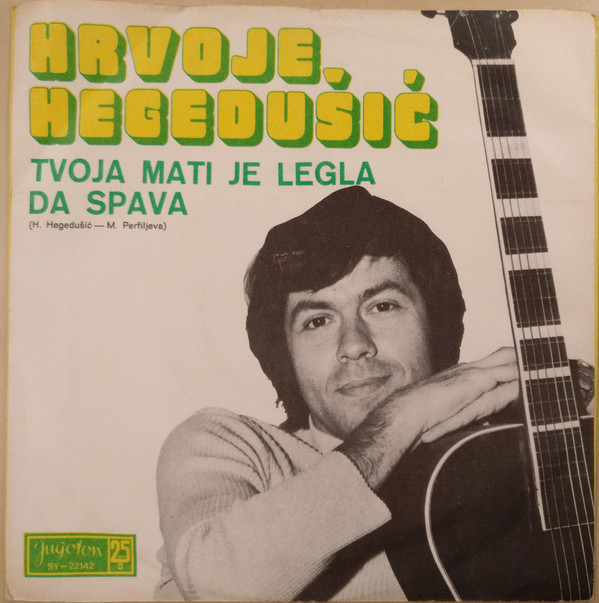 HRVOJE
HEGEDUŠIĆ
TVOJA MATI JE LEGLA
DA SPAVA
(H. Hegedušić — M. Perfiljeva)
Jugoton 25
SY-22142